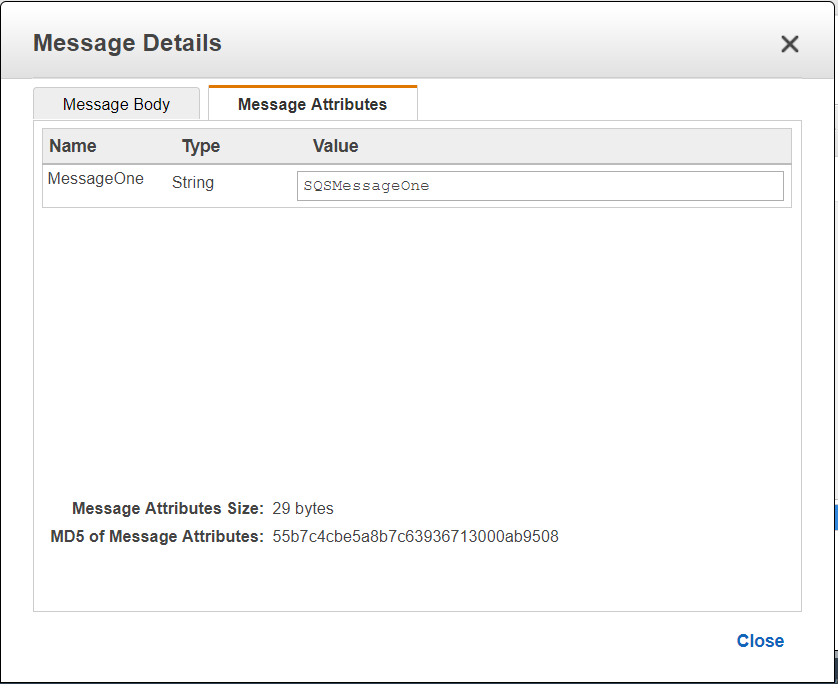 Message Details
Message Body Message Attributes
Name Type Value
MessageOne String SQSMessageOne
Message Attributes Size: 29 bytes
MD5 of Message Attributes: 55b7c4cbe5a8b7c63936713000ab9508
Close